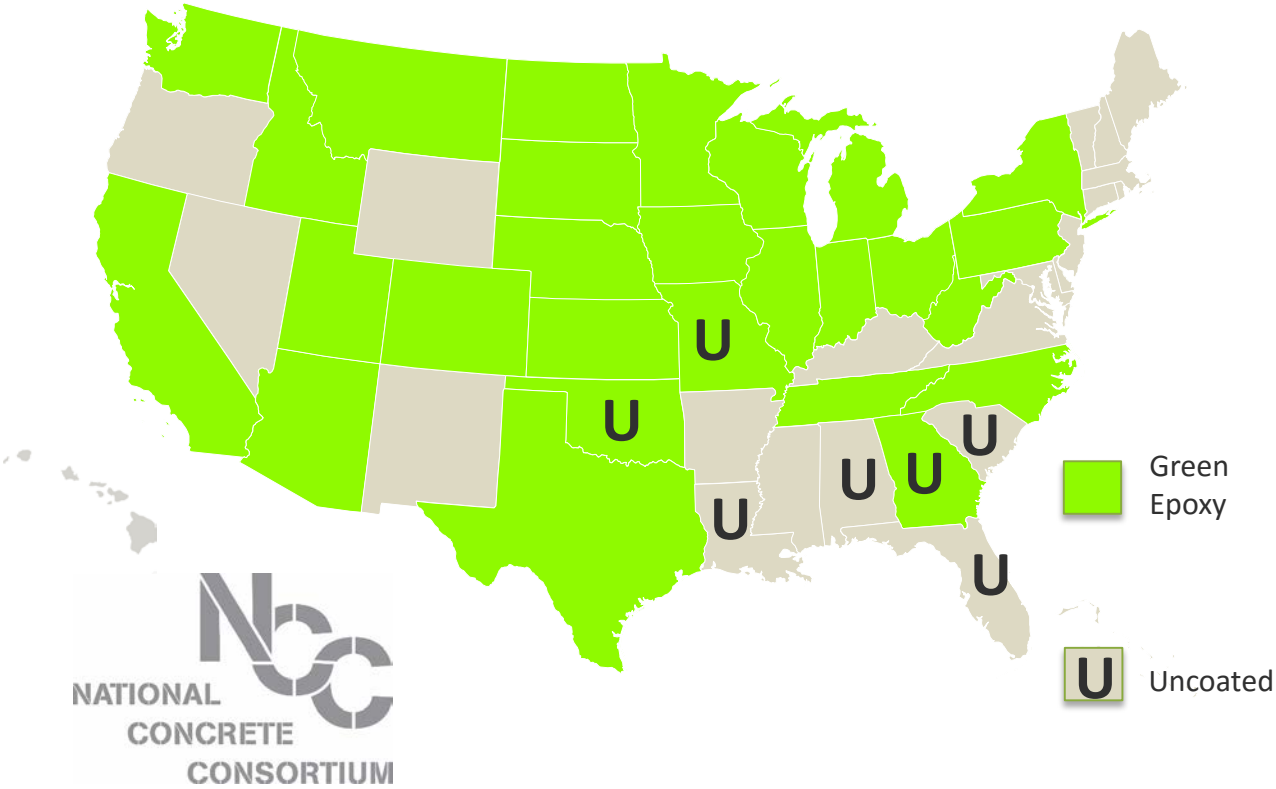 U
U
U
U
U
U
U
Green
Epoxy
U
Uncoated
NCC
NATIONAL
CONCRETE
CONSORTIUM